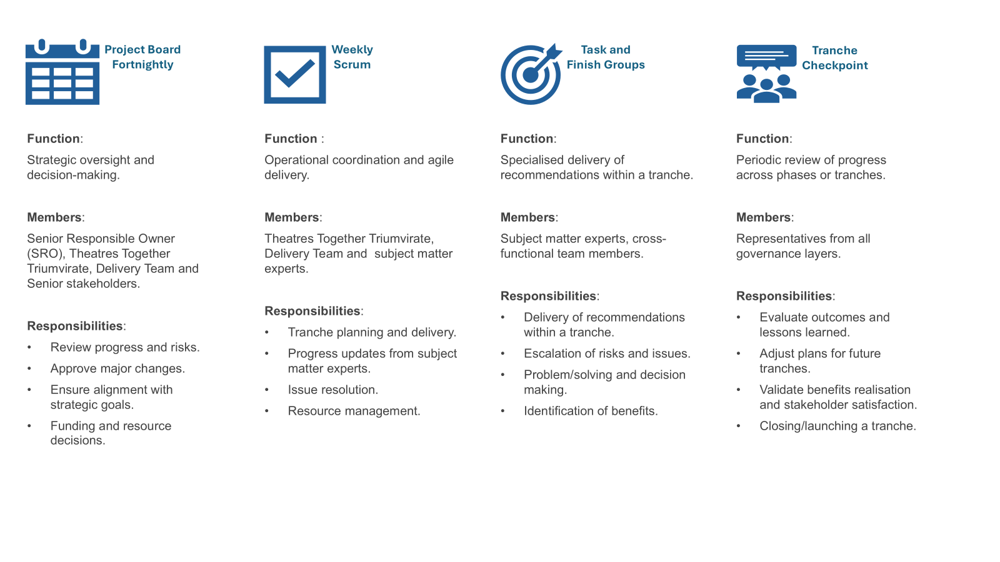 Project Board
Fortnightly
Function:
Strategic oversight and
decision-making.
Members:
Senior Responsible Owner
(SRO), Theatres Together
Triumvirate, Delivery Team and
Senior stakeholders.
Responsibilities:
• Review progress and risks.
• Approve major changes.
• Ensure alignment with
strategic goals.
• Funding and resource
decisions.
Weekly
Scrum
Function :
Operational coordination and agile
delivery.
Members:
Theatres Together Triumvirate,
Delivery Team and  subject matter
experts.
Responsibilities:
• Tranche planning and delivery.
• Progress updates from subject
matter experts.
• Issue resolution.
• Resource management.
Task and
Finish Groups
Function:
Specialised delivery of
recommendations within a tranche.
Members:
Subject matter experts, cross-
functional team members.
Responsibilities:
• Delivery of recommendations
within a tranche.
• Escalation of risks and issues.
• Problem/solving and decision
making.
• Identification of benefits.
Tranche
Checkpoint
Function:
Periodic review of progress
across phases or tranches.
Members:
Representatives from all
governance layers.
Responsibilities:
• Evaluate outcomes and
lessons learned.
• Adjust plans for future
tranches.
• Validate benefits realisation
and stakeholder satisfaction.
• Closing/launching a tranche.